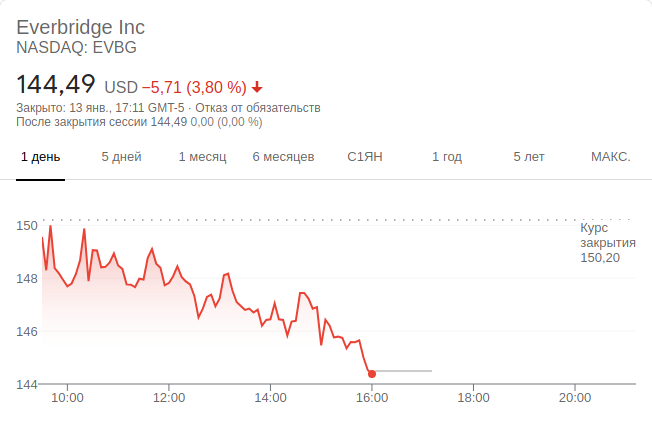 Everbridge Inc
NASDAQ: EVBG
144,49 USD −5,71 (3,80 %)
Закрыто: 13 янв., 17:11 GMT-5 · Отказ от обязательств
После закрытия сессии 144,49 0,00 (0,00 %)
1 день 5 дней 1 месяц 6 месяцев С1ЯН 1 год 5 лет МАКС.
150
Курс
закрытия
150,20
148
146
144
10:00 12:00 14:00 16:00 18:00 20:00